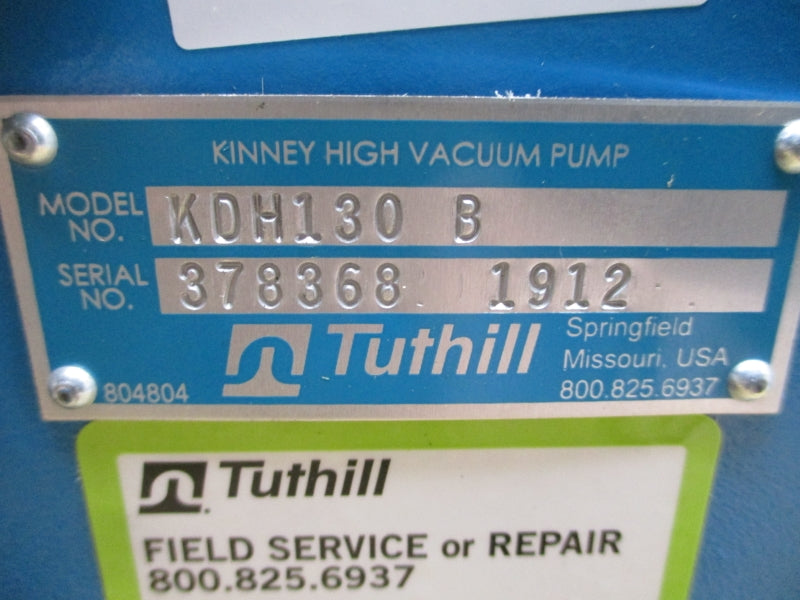 KINNEY HIGH VACUUM PUMP
MODEL NO. KDH130 B
SERIAL NO. 378368 1912
Tuthill
Springfield
Missouri, USA
800.825.6937
804804
Tuthill
FIELD SERVICE or REPAIR
800.825.6937